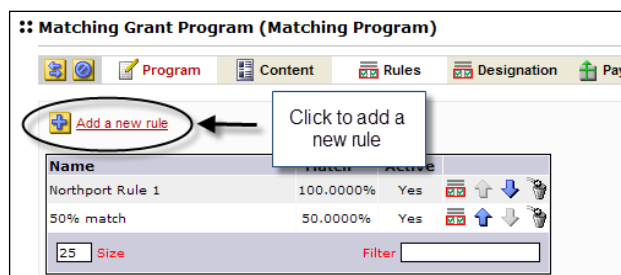 :: Matching Grant Program (Matching Program)
Program Content Rules Designation Pay
Add a new rule
Click to add a
new rule
Name Match Active
Northport Rule 1 100.0000% Yes
50% match 50.0000% Yes
25 Size Filter